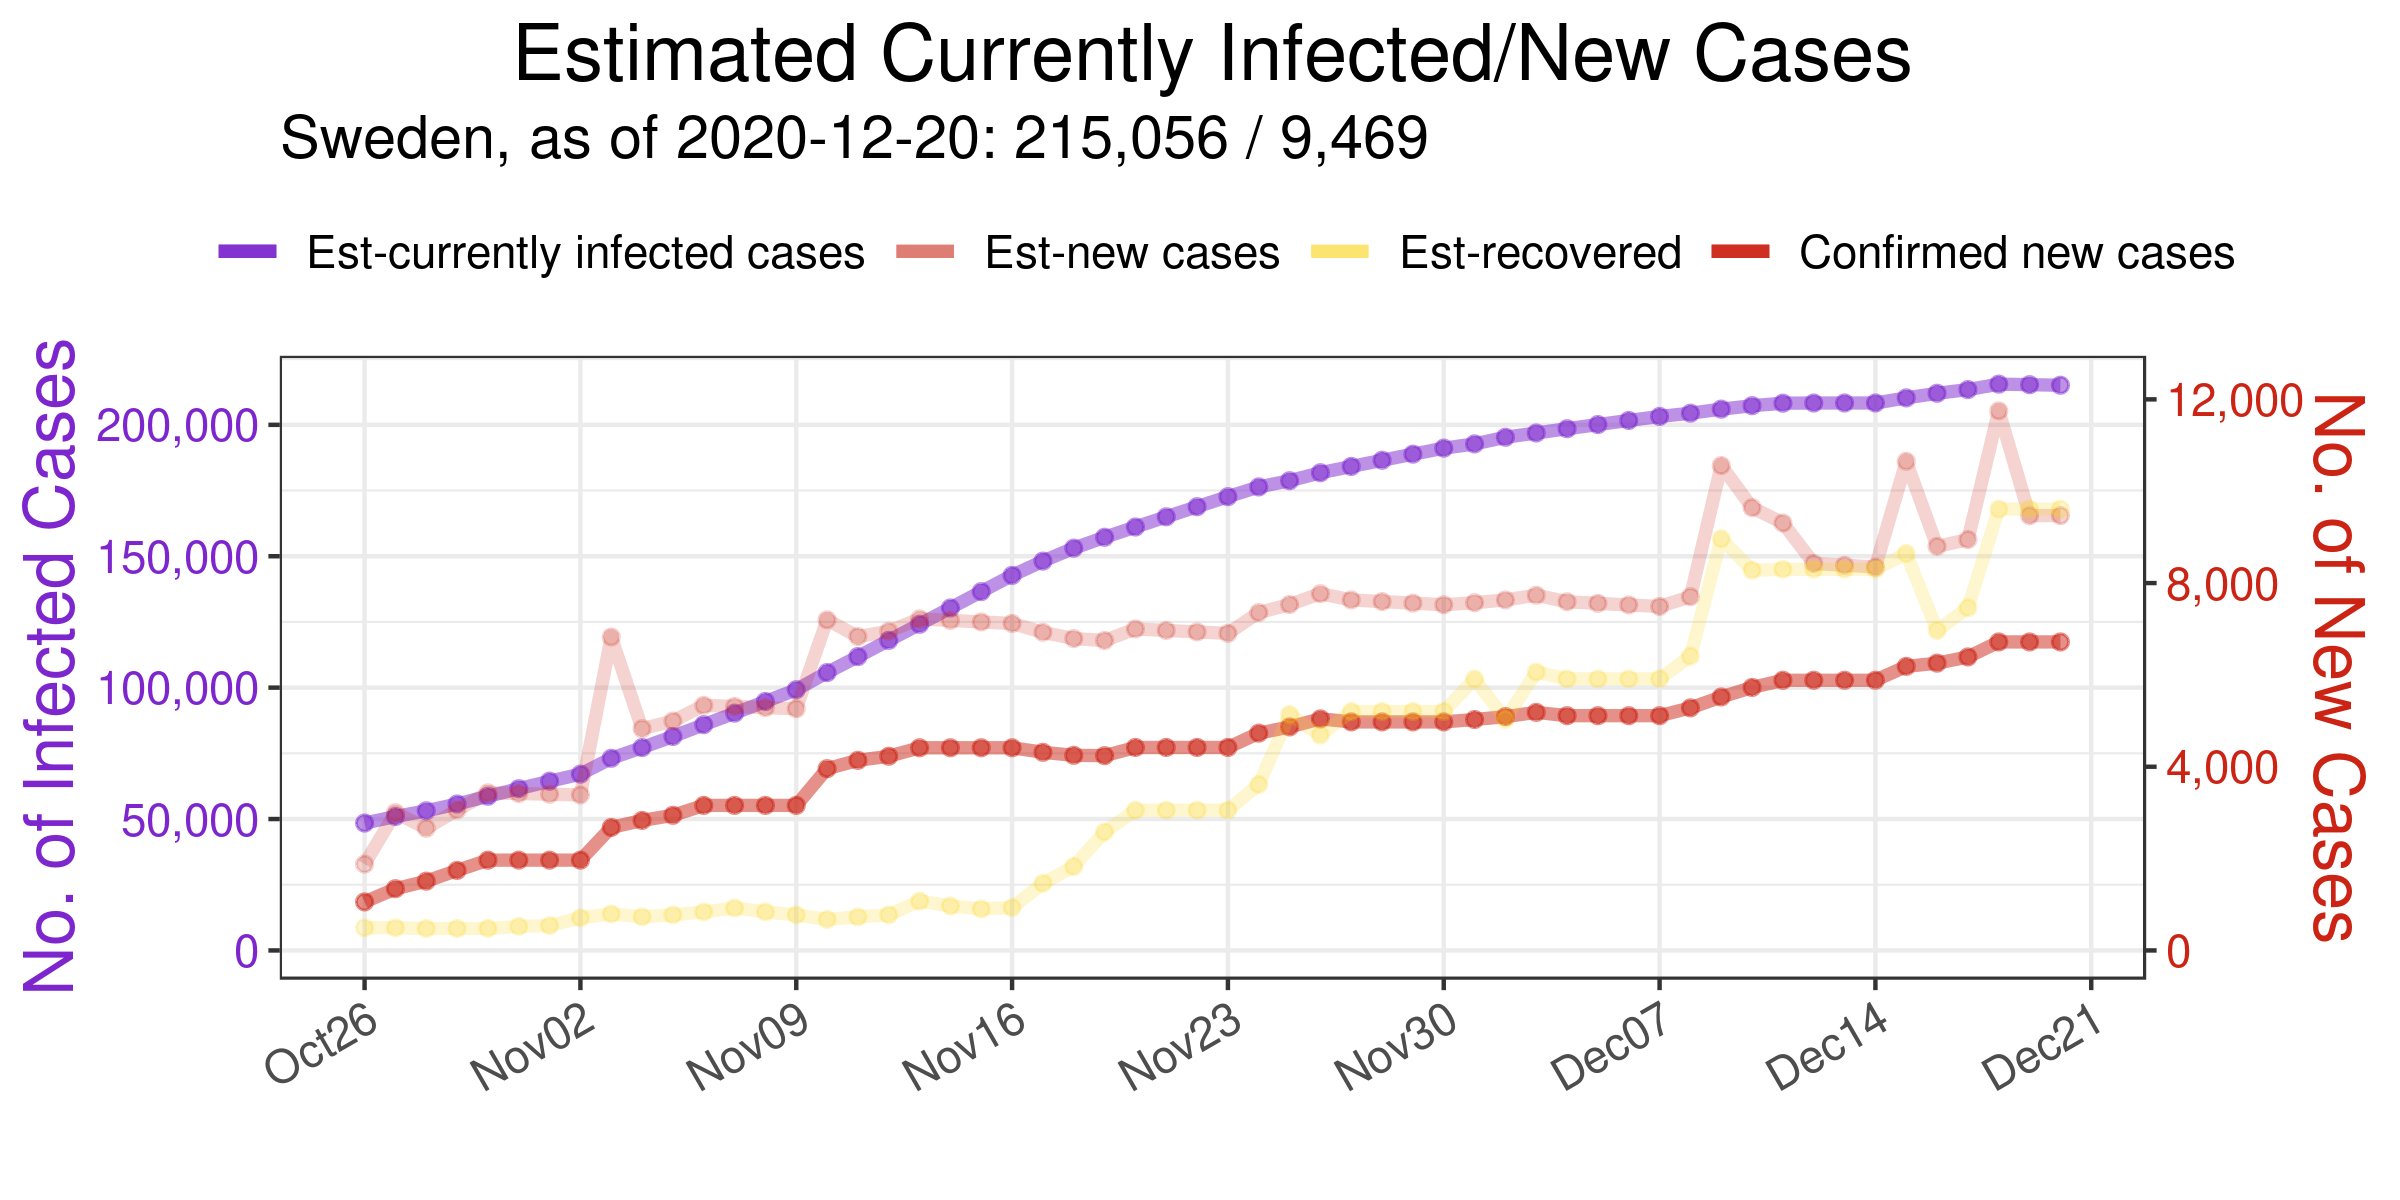 Estimated Currently Infected/New Cases
Sweden, as of 2020-12-20: 215,056 / 9,469
Est-currently infected cases Est-new cases Est-recovered Confirmed new cases
No. of Infected Cases
200,000
150,000
100,000
50,000
0
12,000
8,000
4,000
0
No. of New Cases
Oct26 Nov02 Nov09 Nov16 Nov23 Nov30 Dec07 Dec14 Dec21